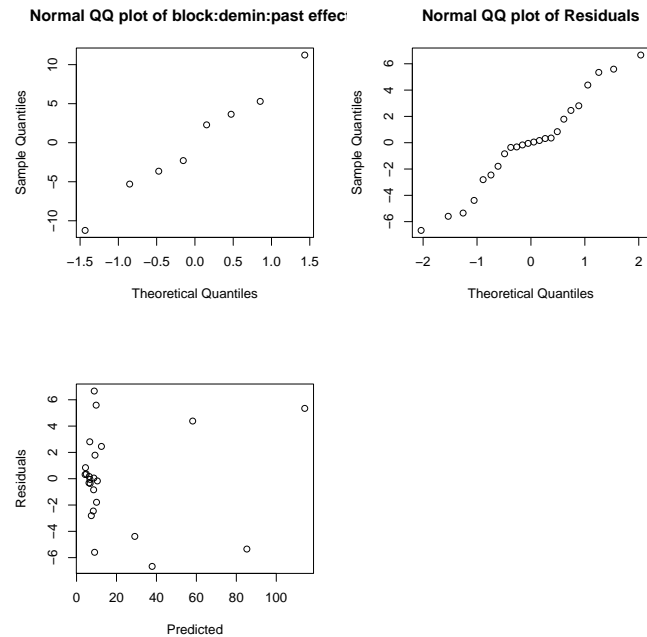 Normal QQ plot of block:demin:past effec
Sample Quantiles
10
5
0
−5
−10
−1.5 −1.0 −0.5 0.0 0.5 1.0 1.5
Theoretical Quantiles
Normal QQ plot of Residuals
Sample Quantiles
6
4
2
0
−2
−4
−6
−2 −1 0 1 2
Theoretical Quantiles
Residuals
6
4
2
0
−2
−4
−6
0 20 40 60 80 100
Predicted